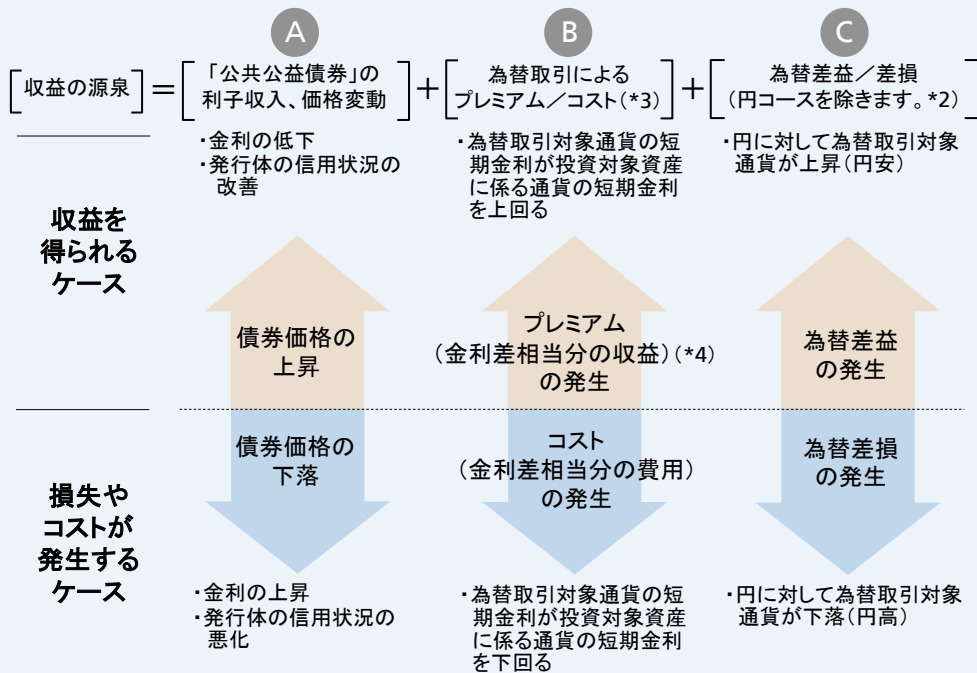 A
B
C
[収益の源泉]=[「公共公益債券」の
利子収入、価格変動]+[為替取引による
プレミアム／コスト(*3)]+[為替差益／差損
(円コースを除きます。*2)]
・金利の低下
・発行体の信用状況の
改善
・為替取引対象通貨の短
期金利が投資対象資産
に係る通貨の短期金利
を上回る
・円に対して為替取引対象
通貨が上昇(円安)
収益を
得られる
ケース
債券価格の
上昇
プレミアム
(金利差相当分の収益)(*4)
の発生
為替差益
の発生
損失や
コストが
発生する
ケース
債券価格の
下落
コスト
(金利差相当分の費用)
の発生
為替差損
の発生
・金利の上昇
・発行体の信用状況の
悪化
・為替取引対象通貨の短
期金利が投資対象資産
に係る通貨の短期金利
を下回る
・円に対して為替取引対象
通貨が下落(円高)